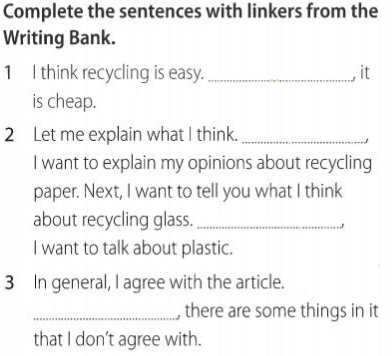 Complete the sentences with linkers from the
Writing Bank.
1 I think recycling is easy. ____________, it
is cheap.
2 Let me explain what I think. ____________,
I want to explain my opinions about recycling
paper. Next, I want to tell you what I think
about recycling glass. ____________,
I want to talk about plastic.
3 In general, I agree with the article.
____________, there are some things in it
that I don't agree with.